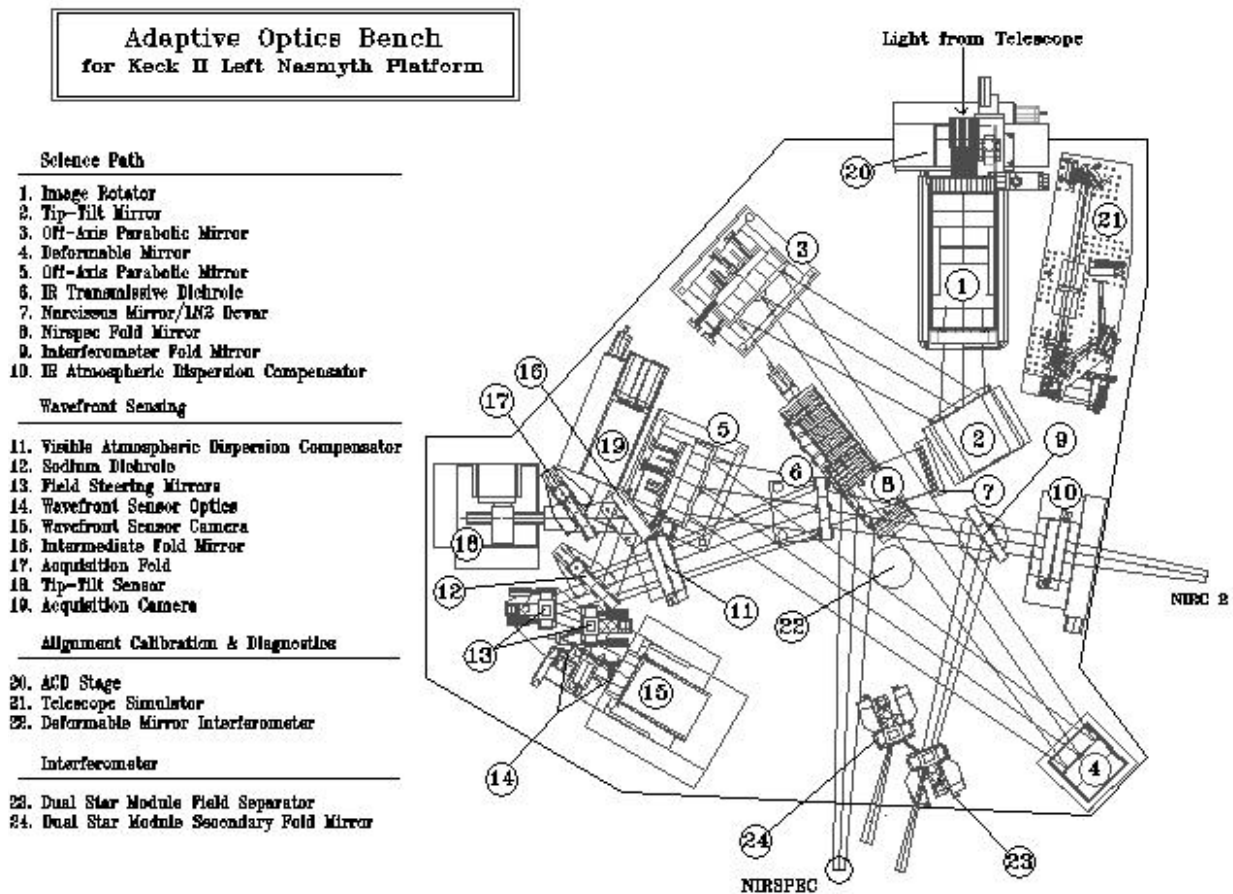 Adaptive Optics Bench
for Keck II Left Nasmyth Platform
Light from Telescope
Science Path
1. Image Rotator
2. Tip-Tilt Mirror
3. Off-Axis Parabolic Mirror
4. Deformable Mirror
5. Off-Axis Parabolic Mirror
6. IR Transmissive Dichroic
7. Narcissus Mirror/LN2 Dewar
8. Nirspec Fold Mirror
9. Interferometer Fold Mirror
10. IR Atmospheric Dispersion Compensator
Wavefront Sensing
11. Visible Atmospheric Dispersion Compensator
12. Sodium Dichroic
13. Field Steering Mirrors
14. Wavefront Sensor Optics
15. Wavefront Sensor Camera
16. Intermediate Fold Mirror
17. Acquisition Fold
18. Tip-Tilt Sensor
19. Acquisition Camera
Alignment Calibration & Diagnostics
20. ACD Stage
21. Telescope Simulator
22. Deformable Mirror Interferometer
Interferometer
23. Dual Star Module Field Separator
24. Dual Star Module Secondary Fold Mirror
20
21
3
1
16
17
19
5
6
8
2
9
7
10
18
12
11
22
NIRC 2
13
15
14
4
24
23
NIRSPEC